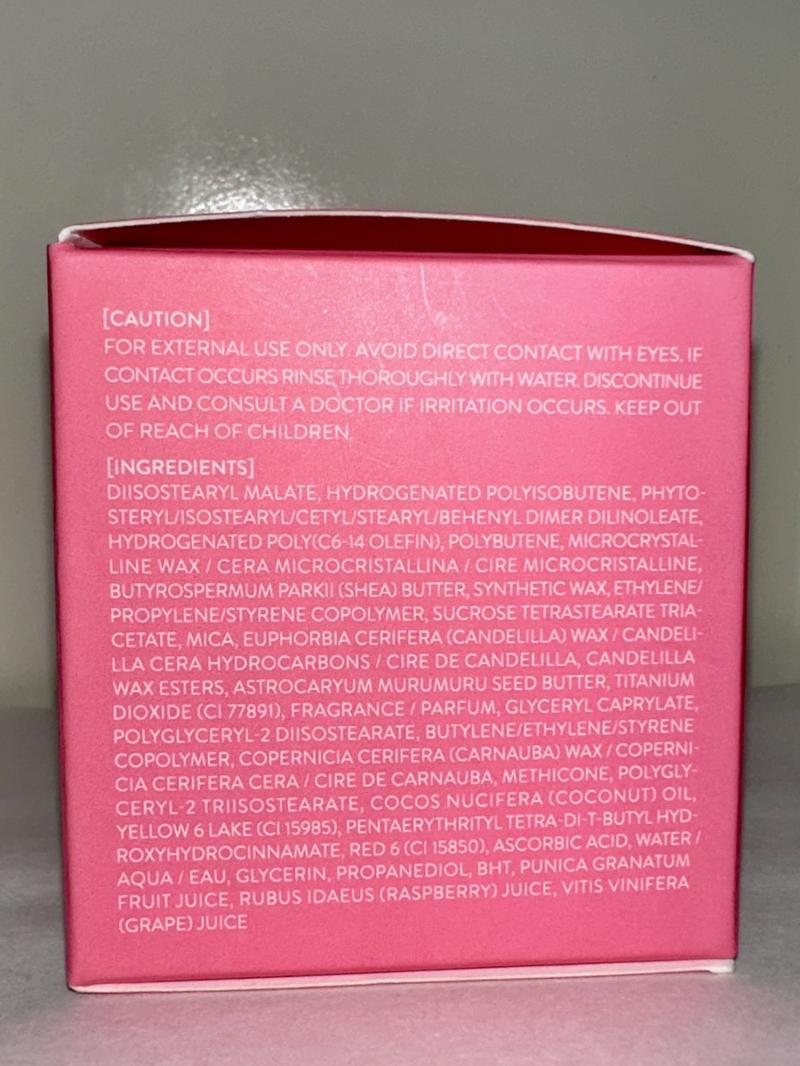 [CAUTION]
FOR EXTERNAL USE ONLY. AVOID DIRECT CONTACT WITH EYES. IF
CONTACT OCCURS RINSE THOROUGHLY WITH WATER. DISCONTINUE
USE AND CONSULT A DOCTOR IF IRRITATION OCCURS. KEEP OUT
OF REACH OF CHILDREN.
[INGREDIENTS]
DIISOSTEARYL MALATE, HYDROGENATED POLYISOBUTENE, PHYTO-
STERYL/ISOSTEARYL/CETYL/STEARYL/BEHENYL DIMER DILINOLEATE,
HYDROGENATED POLY(C6-14 OLEFIN), POLYBUTENE, MICROCRYSTAL-
LINE WAX / CERA MICROCRISTALLINA / CIRE MICROCRISTALLINE,
BUTYROSPERMUM PARKII (SHEA) BUTTER, SYNTHETIC WAX, ETHYLENE/
PROPYLENE/STYRENE COPOLYMER, SUCROSE TETRASTEARATE TRIA-
CETATE, MICA, EUPHORBIA CERIFERA (CANDELILLA) WAX / CANDELI-
LLA CERA HYDROCARBONS / CIRE DE CANDELILLA, CANDELILLA
WAX ESTERS, ASTROCARYUM MURUMURU SEED BUTTER, TITANIUM
DIOXIDE (CI 77891), FRAGRANCE / PARFUM, GLYCERYL CAPRYLATE,
POLYGLYCERYL-2 DIISOSTEARATE, BUTYLENE/ETHYLENE/STYRENE
COPOLYMER, COPERNICIA CERIFERA (CARNAUBA) WAX / COPERNI-
CIA CERIFERA CERA / CIRE DE CARNAUBA, METHICONE, POLYGLY-
CERYL-2 TRIISOSTEARATE, COCOS NUCIFERA (COCONUT) OIL,
YELLOW 6 LAKE (CI 15985), PENTAERYTHRITYL TETRA-DI-T-BUTYL HYD-
ROXYHYDROCINNAMATE, RED 6 (CI 15850), ASCORBIC ACID, WATER /
AQUA / EAU, GLYCERIN, PROPANEDIOL, BHT, PUNICA GRANATUM
FRUIT JUICE, RUBUS IDAEUS (RASPBERRY) JUICE, VITIS VINIFERA
(GRAPE) JUICE